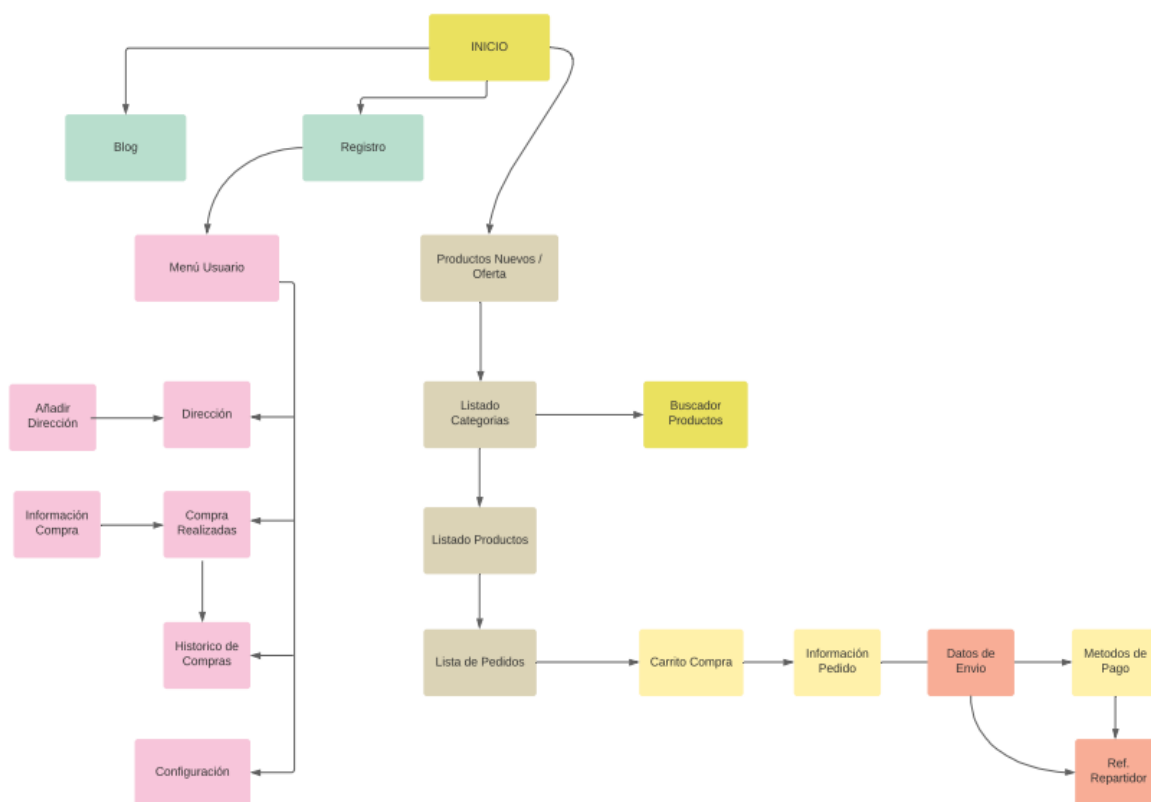 INICIO
Blog
Registro
Menú Usuario
Productos Nuevos /
Oferta
Añadir
Dirección
Dirección
Listado
Categorias
Buscador
Productos
Información
Compra
Compra
Realizadas
Listado Productos
Historico de
Compras
Lista de Pedidos
Carrito Compra
Información
Pedido
Datos de
Envio
Metodos de
Pago
Configuración
Ref.
Repartidor